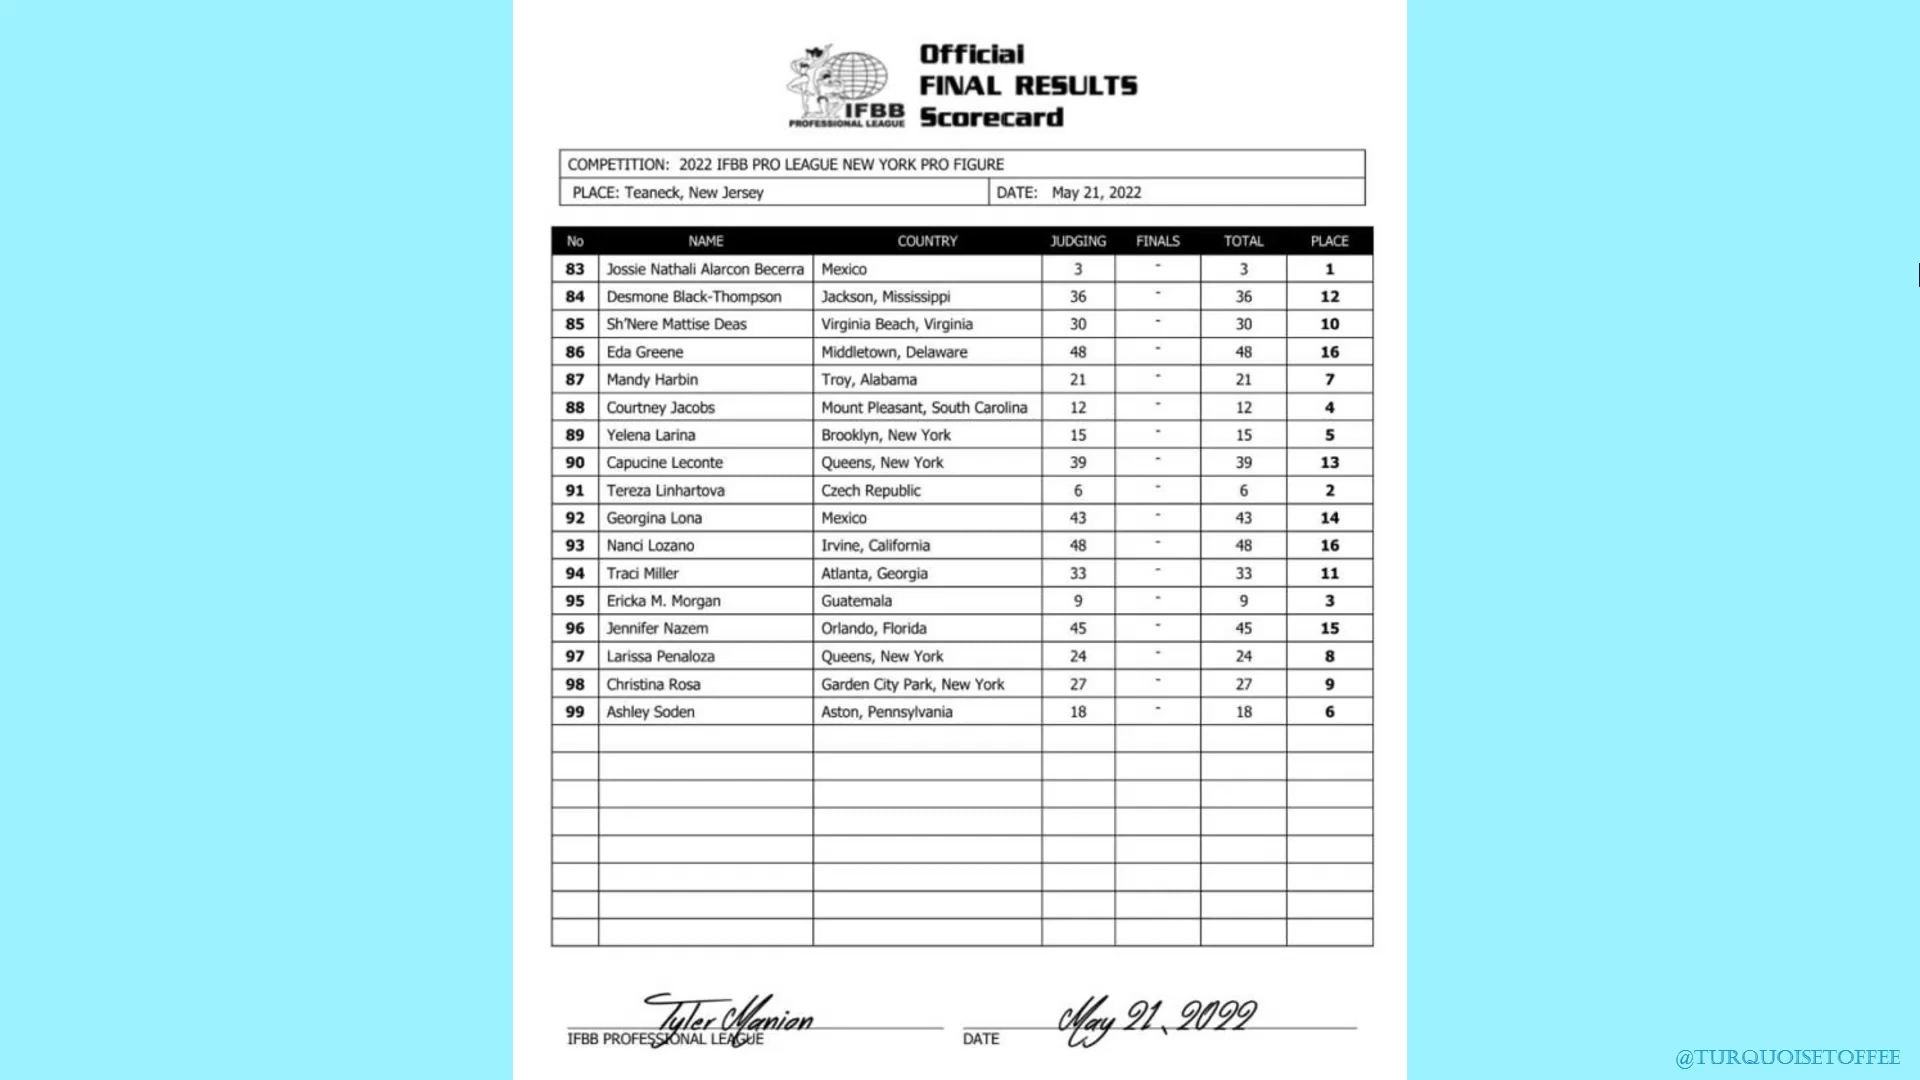 Official
FINAL RESULTS
Scorecard
IFBB
PROFESSIONAL LEAGUE
COMPETITION: 2022 IFBB PRO LEAGUE NEW YORK PRO FIGURE
PLACE: Teaneck, New Jersey DATE: May 21, 2022
No NAME COUNTRY JUDGING FINALS TOTAL PLACE
83 Jossie Nathali Alarcon Becerra Mexico 3 - 3 1
84 Desmone Black-Thompson Jackson, Mississippi 36 - 36 12
85 Sh'Nere Mattise Deas Virginia Beach, Virginia 30 - 30 10
86 Eda Greene Middletown, Delaware 48 - 48 16
87 Mandy Harbin Troy, Alabama 21 - 21 7
88 Courtney Jacobs Mount Pleasant, South Carolina 12 - 12 4
89 Yelena Larina Brooklyn, New York 15 - 15 5
90 Capucine Leconte Queens, New York 39 - 39 13
91 Tereza Linhartova Czech Republic 6 - 6 2
92 Georgina Lona Mexico 43 - 43 14
93 Nanci Lozano Irvine, California 48 - 48 16
94 Traci Miller Atlanta, Georgia 33 - 33 11
95 Ericka M. Morgan Guatemala 9 - 9 3
96 Jennifer Nazem Orlando, Florida 45 - 45 15
97 Larissa Penaloza Queens, New York 24 - 24 8
98 Christina Rosa Garden City Park, New York 27 - 27 9
99 Ashley Soden Aston, Pennsylvania 18 - 18 6
Tyler Manion May 21, 2022
IFBB PROFESSIONAL LEAGUE DATE
@TURQUOISETOFFEE